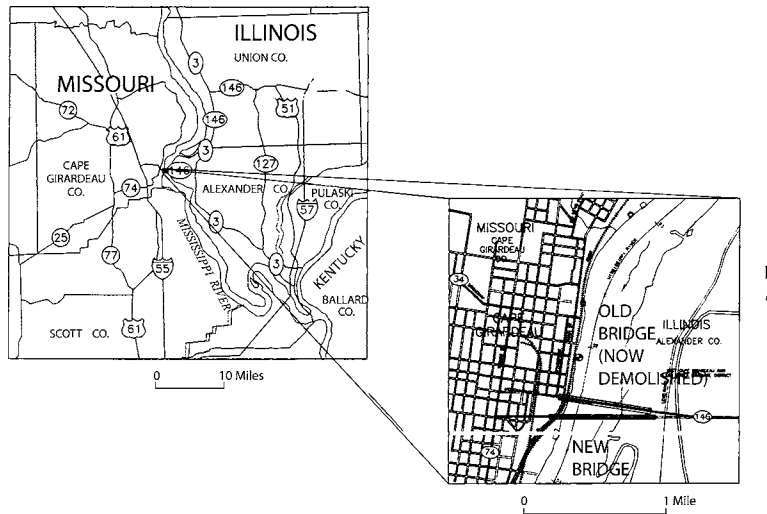 ILLINOIS
UNION CO.
MISSOURI
3
146
72
51
146
61
3
127
CAPE
GIRARDEAU
CO.
146
74
ALEXANDER CO.
PULASKI
CO.
57
3
25
MISSISSIPPI RIVER
77
55
3
KENTUCKY
BALLARD
CO.
61
SCOTT CO.
0 10 Miles
MISSOURI
CAPE
GIRARDEAU
CO.
34
CAPE
GIRARDEAU
OLD
BRIDGE
(NOW
DEMOLISHED)
ILLINOIS
ALEXANDER CO.
146
74
NEW
BRIDGE
0 1 Mile